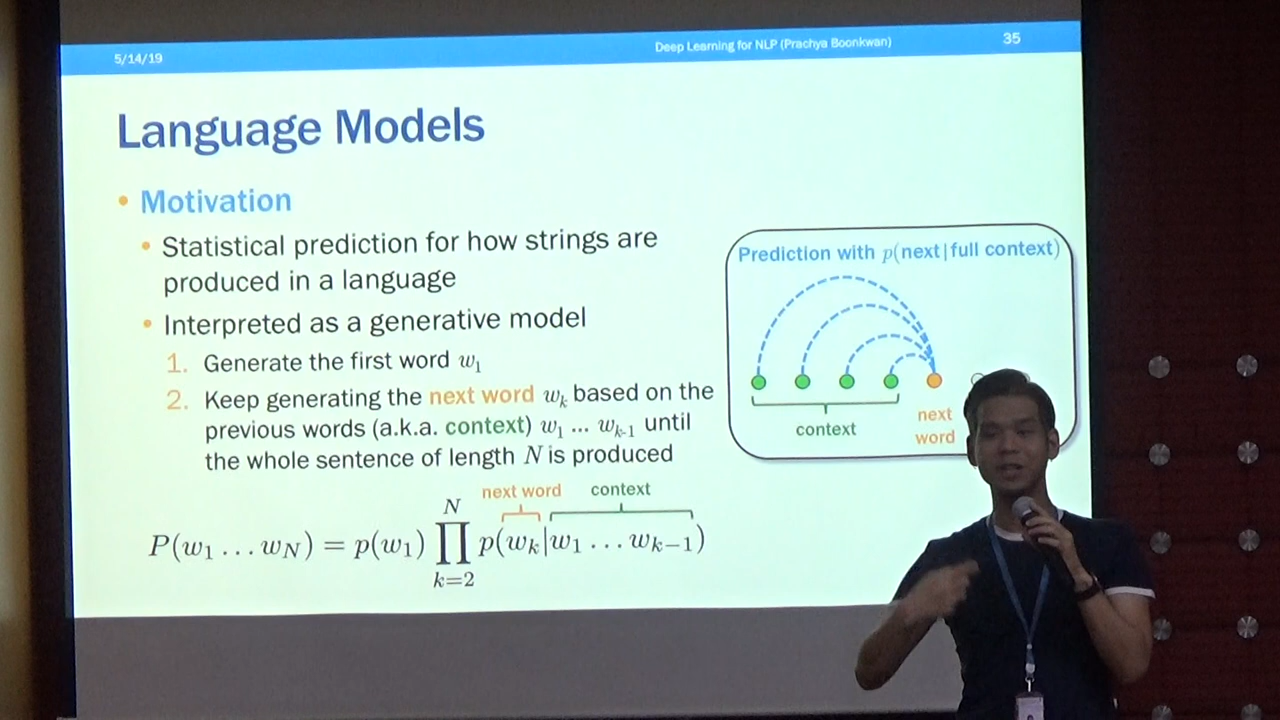 5/14/19
Deep Learning for NLP (Prachya Boonkwan)
35
Language Models
• Motivation
• Statistical prediction for how strings are
produced in a language
• Interpreted as a generative model
1. Generate the first word w₁
2. Keep generating the next word wₖ based on the
previous words (a.k.a. context) w₁ ... wₖ₋₁ until
the whole sentence of length N is produced
next word context
P(w₁ … w_N) = p(w₁) ∏_{k=2}^{N} p(wₖ|w₁ … wₖ₋₁)
Prediction with p(next|full context)
context
next
word